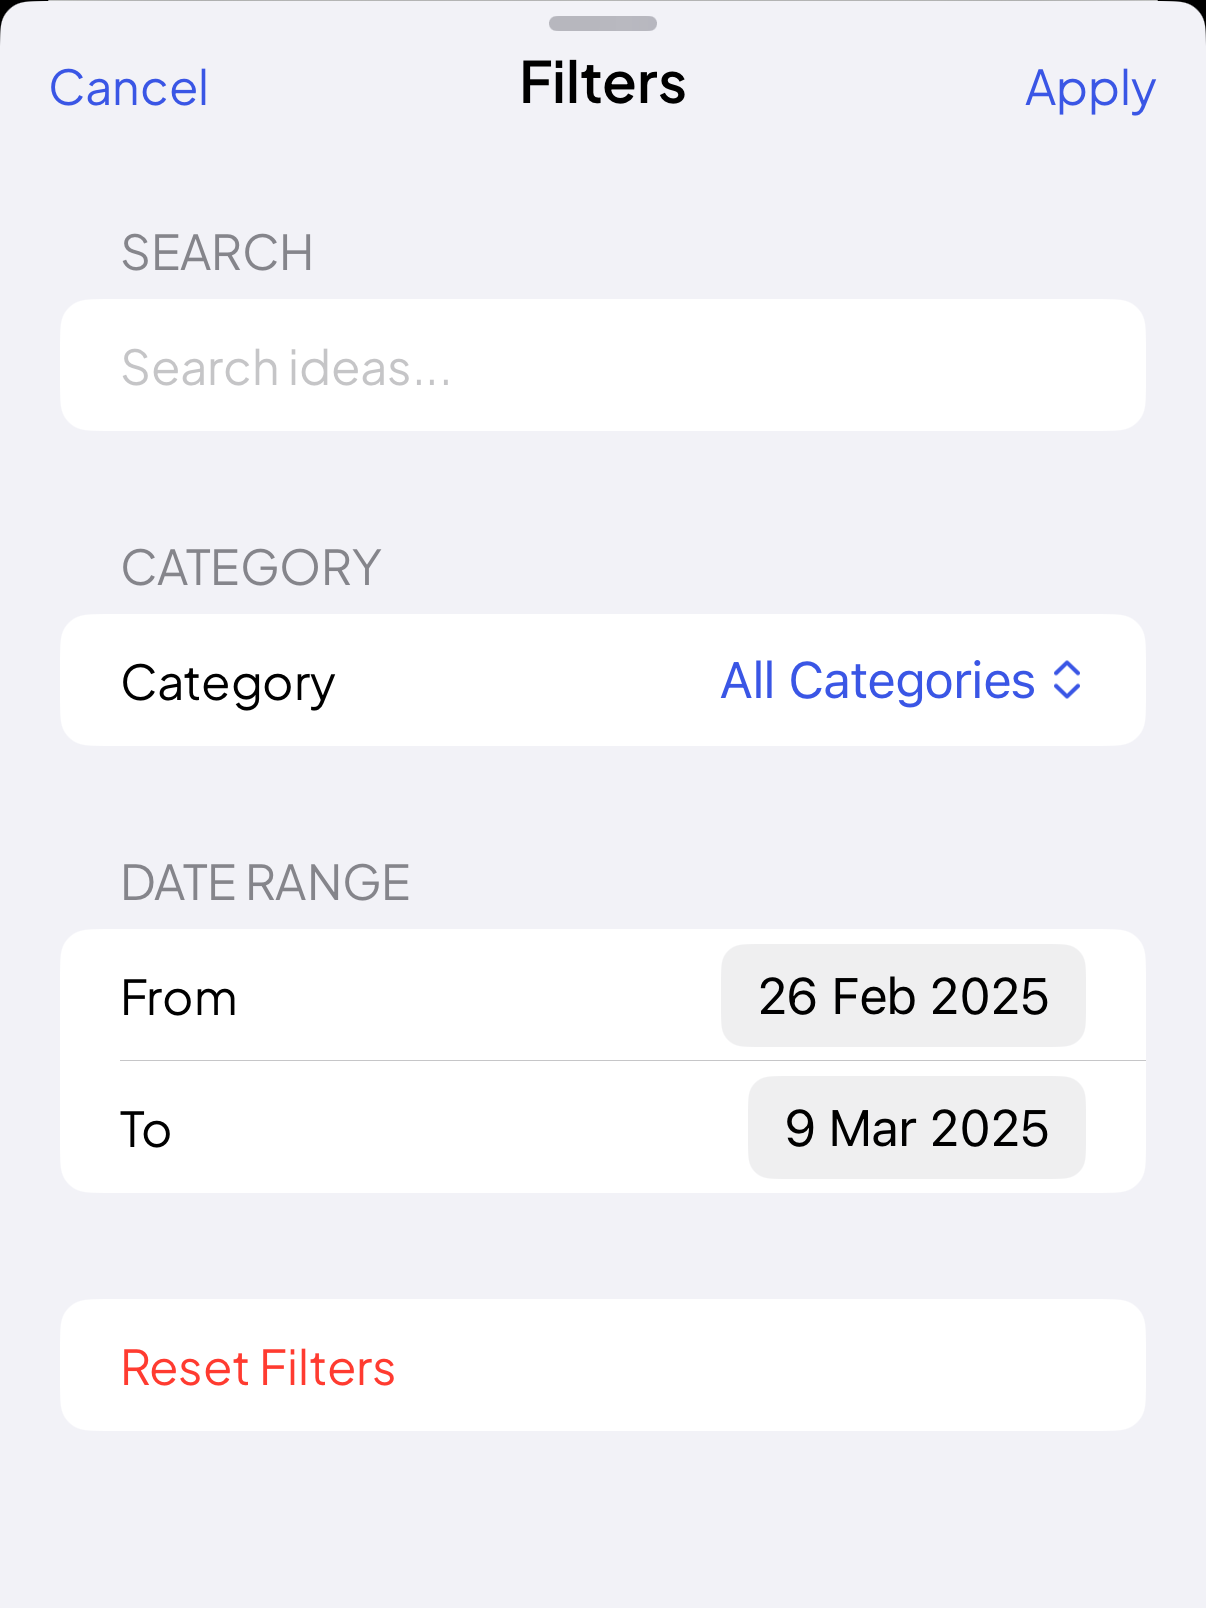 Cancel Filters Apply
SEARCH
Search ideas...
CATEGORY
Category All Categories
DATE RANGE
From 26 Feb 2025
To 9 Mar 2025
Reset Filters